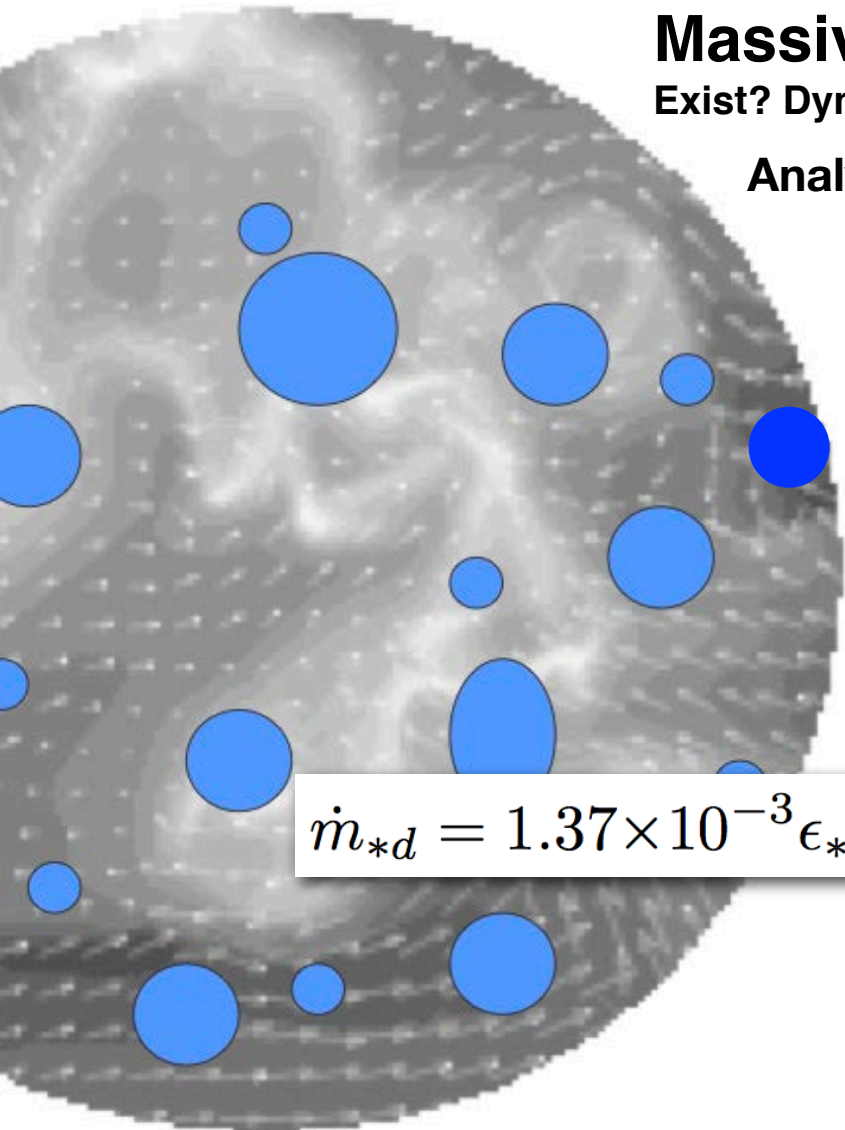 Massiv
Exist? Dyn
Anal
ṁ_{*d} = 1.37×10^{−3}ϵ_*